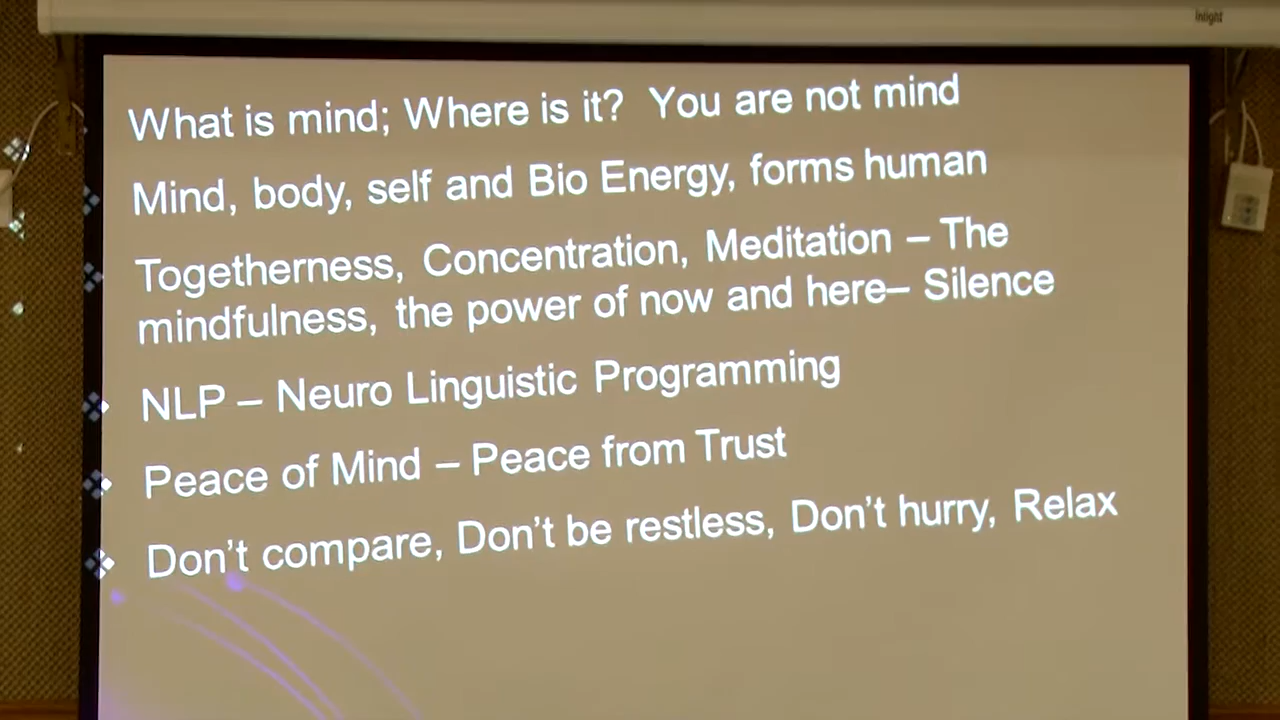 Inlight
What is mind; Where is it? You are not mind
Mind, body, self and Bio Energy, forms human
Togetherness, Concentration, Meditation – The
mindfulness, the power of now and here– Silence
NLP – Neuro Linguistic Programming
Peace of Mind – Peace from Trust
Don't compare, Don't be restless, Don't hurry, Relax